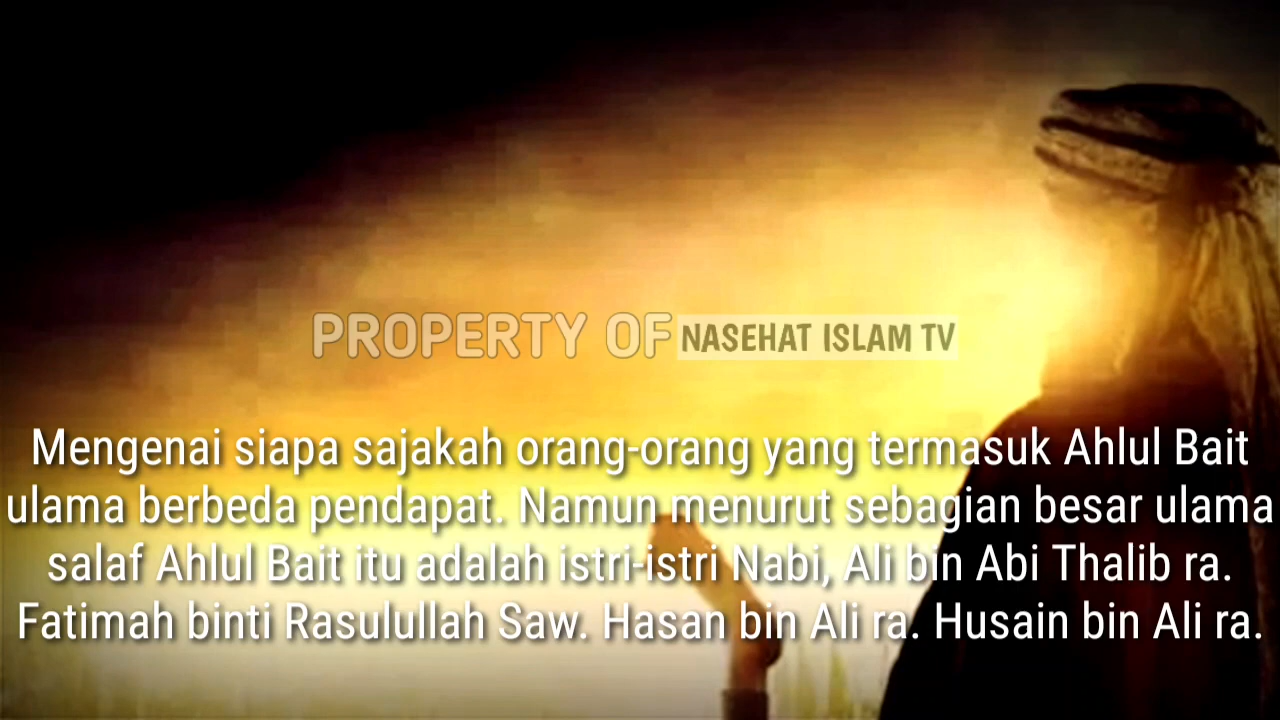 PROPERTY OF NASEHAT ISLAM TV
Mengenai siapa sajakah orang-orang yang termasuk Ahlul Bait
ulama berbeda pendapat. Namun menurut sebagian besar ulama
salaf Ahlul Bait itu adalah istri-istri Nabi, Ali bin Abi Thalib ra.
Fatimah binti Rasulullah Saw. Hasan bin Ali ra. Husain bin Ali ra.